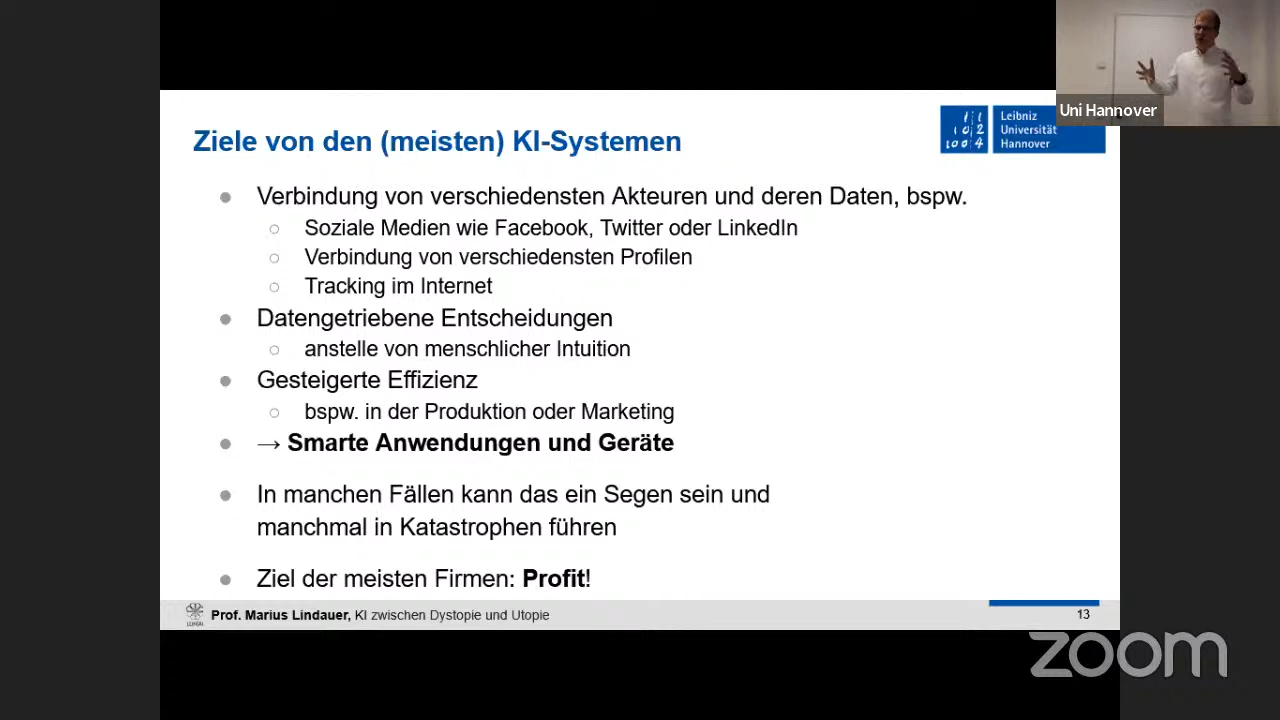 Uni Hannover
Ziele von den (meisten) KI-Systemen
Leibniz
Universität
Hannover
Verbindung von verschiedensten Akteuren und deren Daten, bspw.
Soziale Medien wie Facebook, Twitter oder LinkedIn
Verbindung von verschiedensten Profilen
Tracking im Internet
Datengetriebene Entscheidungen
anstelle von menschlicher Intuition
Gesteigerte Effizienz
bspw. in der Produktion oder Marketing
→ Smarte Anwendungen und Geräte
In manchen Fällen kann das ein Segen sein und
manchmal in Katastrophen führen
Ziel der meisten Firmen: Profit!
Prof. Marius Lindauer, KI zwischen Dystopie und Utopie
13
zoom